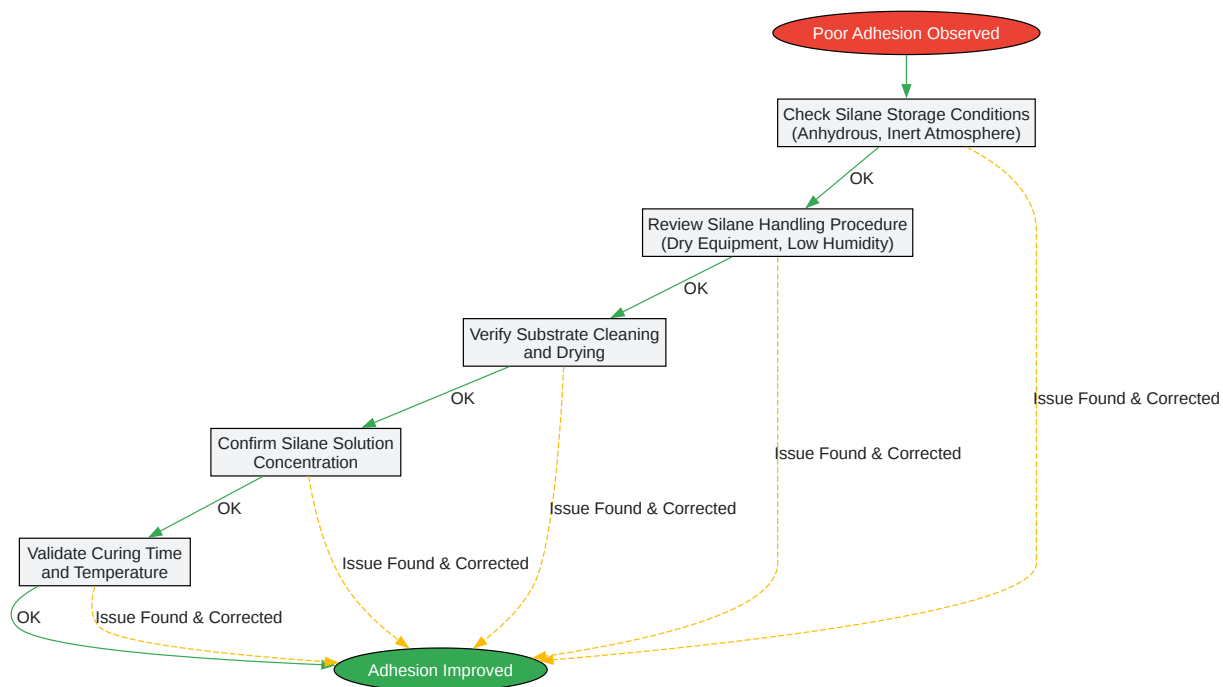 Poor Adhesion Observed
Check Silane Storage Conditions
(Anhydrous, Inert Atmosphere)
OK
Review Silane Handling Procedure
(Dry Equipment, Low Humidity)
OK
Verify Substrate Cleaning
and Drying
OK
Issue Found & Corrected
Confirm Silane Solution
Concentration
Issue Found & Corrected
OK
Issue Found & Corrected
Validate Curing Time
and Temperature
Issue Found & Corrected
OK
Issue Found & Corrected
Adhesion Improved